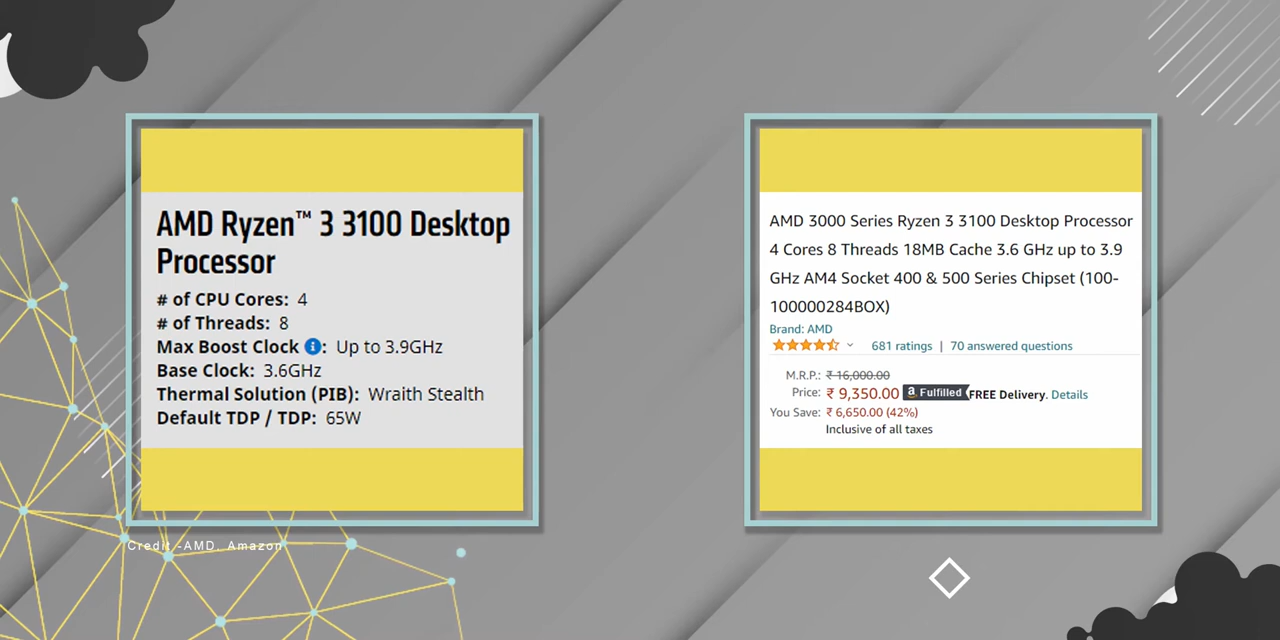 AMD Ryzen™ 3 3100 Desktop
Processor
# of CPU Cores: 4
# of Threads: 8
Max Boost Clock i : Up to 3.9GHz
Base Clock: 3.6GHz
Thermal Solution (PIB): Wraith Stealth
Default TDP / TDP: 65W
Credit -AMD, Amazon
AMD 3000 Series Ryzen 3 3100 Desktop Processor
4 Cores 8 Threads 18MB Cache 3.6 GHz up to 3.9
GHz AM4 Socket 400 & 500 Series Chipset (100-
100000284BOX)
Brand: AMD
681 ratings | 70 answered questions
M.R.P.: ₹ 16,000.00
Price: ₹ 9,350.00 a Fulfilled FREE Delivery. Details
You Save: ₹ 6,650.00 (42%)
Inclusive of all taxes